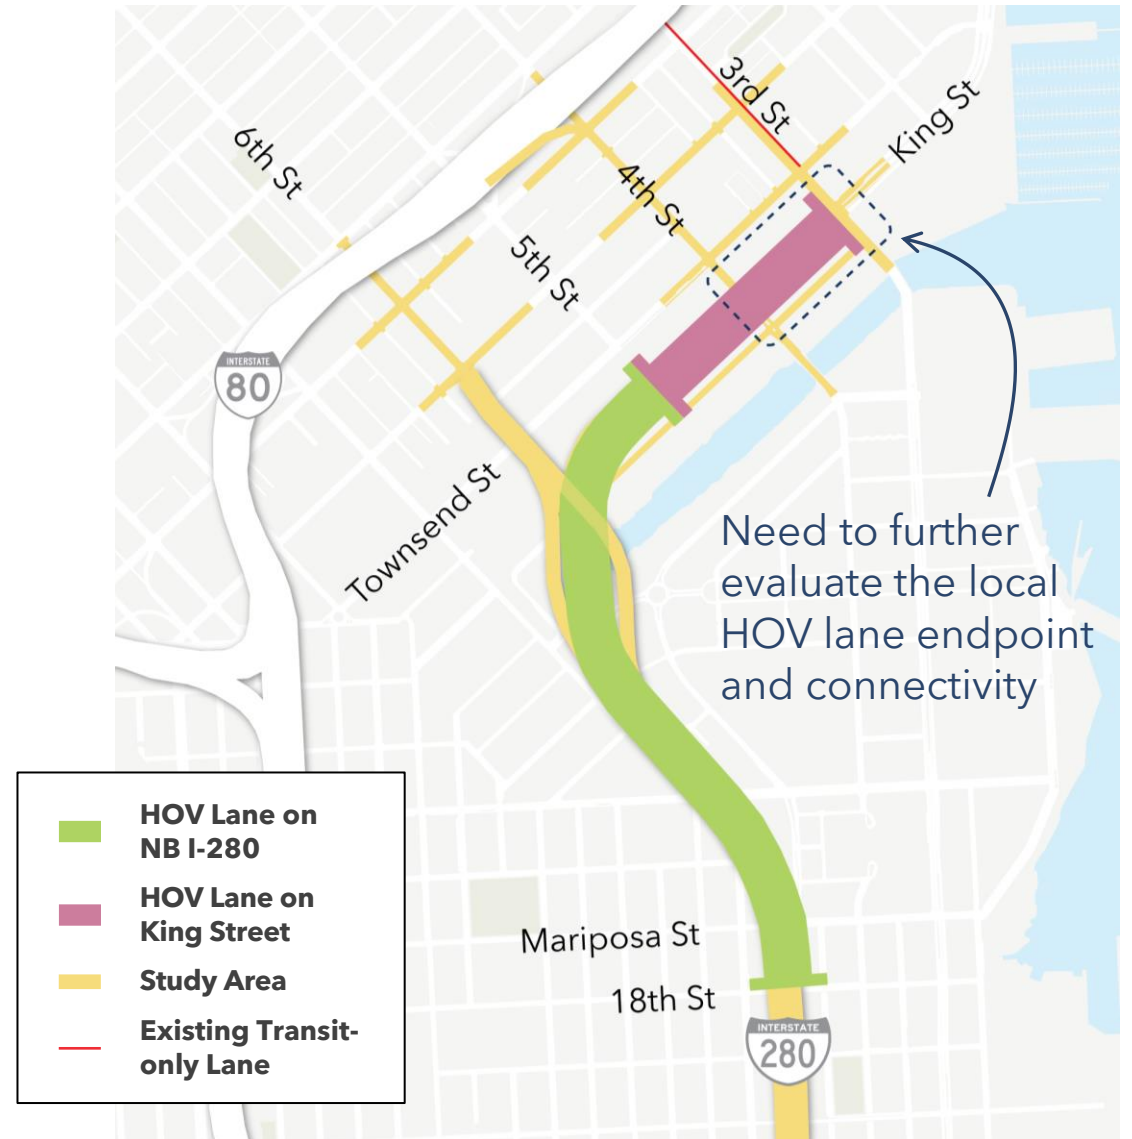 3rd St
King St
6th St
4th St
5th St
INTERSTATE
80
Townsend St
Need to further
evaluate the local
HOV lane endpoint
and connectivity
HOV Lane on
NB I-280
HOV Lane on
King Street
Study Area
Existing Transit-
only Lane
Mariposa St
18th St
INTERSTATE
280